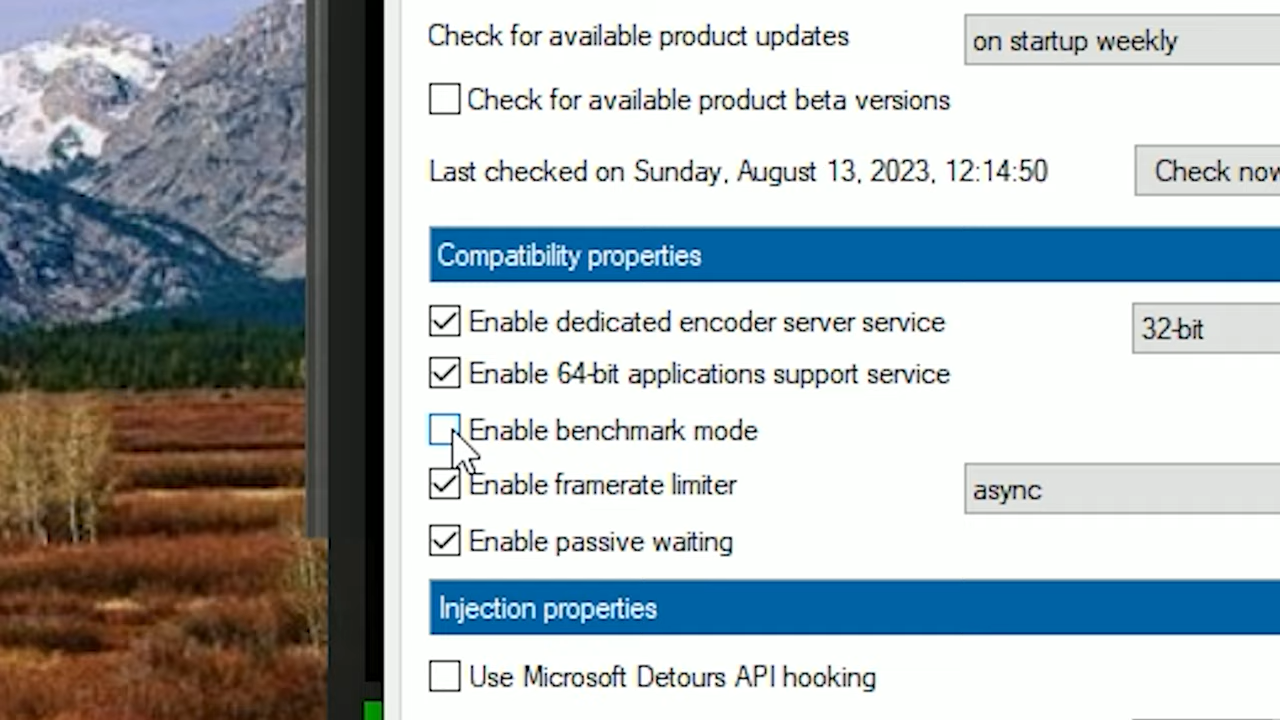 Check for available product updates
on startup weekly
Check for available product beta versions
Last checked on Sunday, August 13, 2023, 12:14:50
Check now
Compatibility properties
Enable dedicated encoder server service
32-bit
Enable 64-bit applications support service
Enable benchmark mode
Enable framerate limiter
async
Enable passive waiting
Injection properties
Use Microsoft Detours API hooking